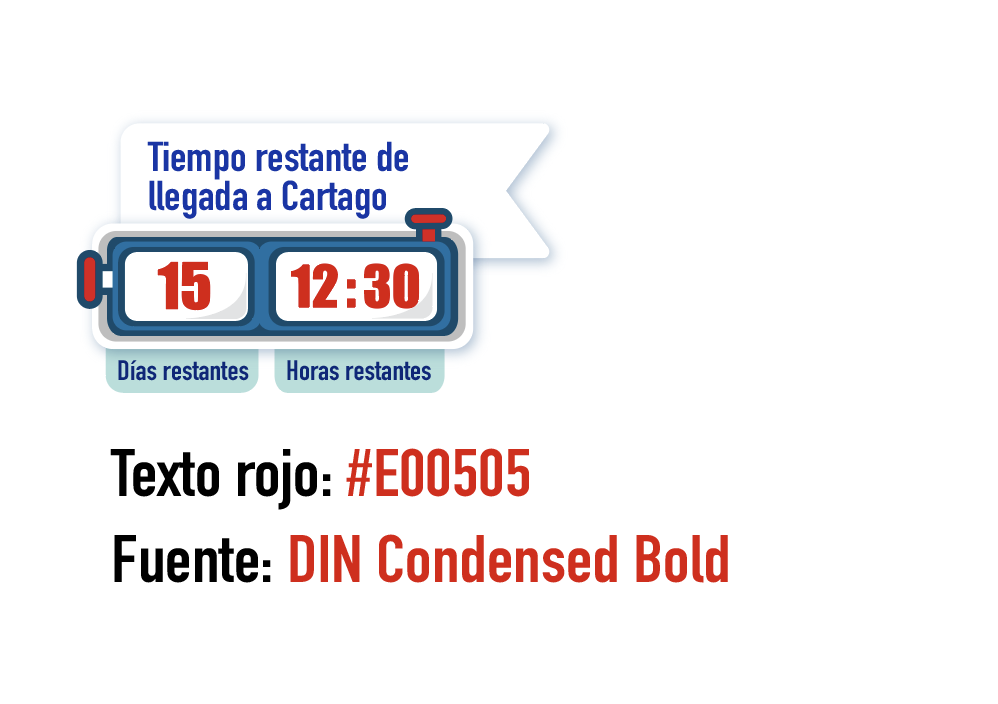 Tiempo restante de
llegada a Cartago
15
12:30
Días restantes
Horas restantes
Texto rojo: #E00505
Fuente: DIN Condensed Bold